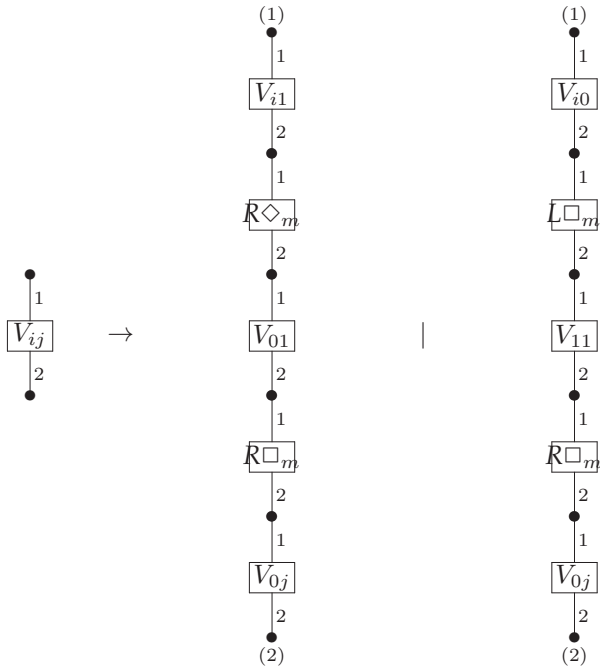 (1) (1)
1 1
V_{i1} V_{i0}
2 2
1 1
R◇_m L□_m
2 2
1 1 1
V_{ij} → V_{01} | V_{11}
2 2 2
1 1
R□_m R□_m
2 2
1 1
V_{0j} V_{0j}
2 2
(2) (2)